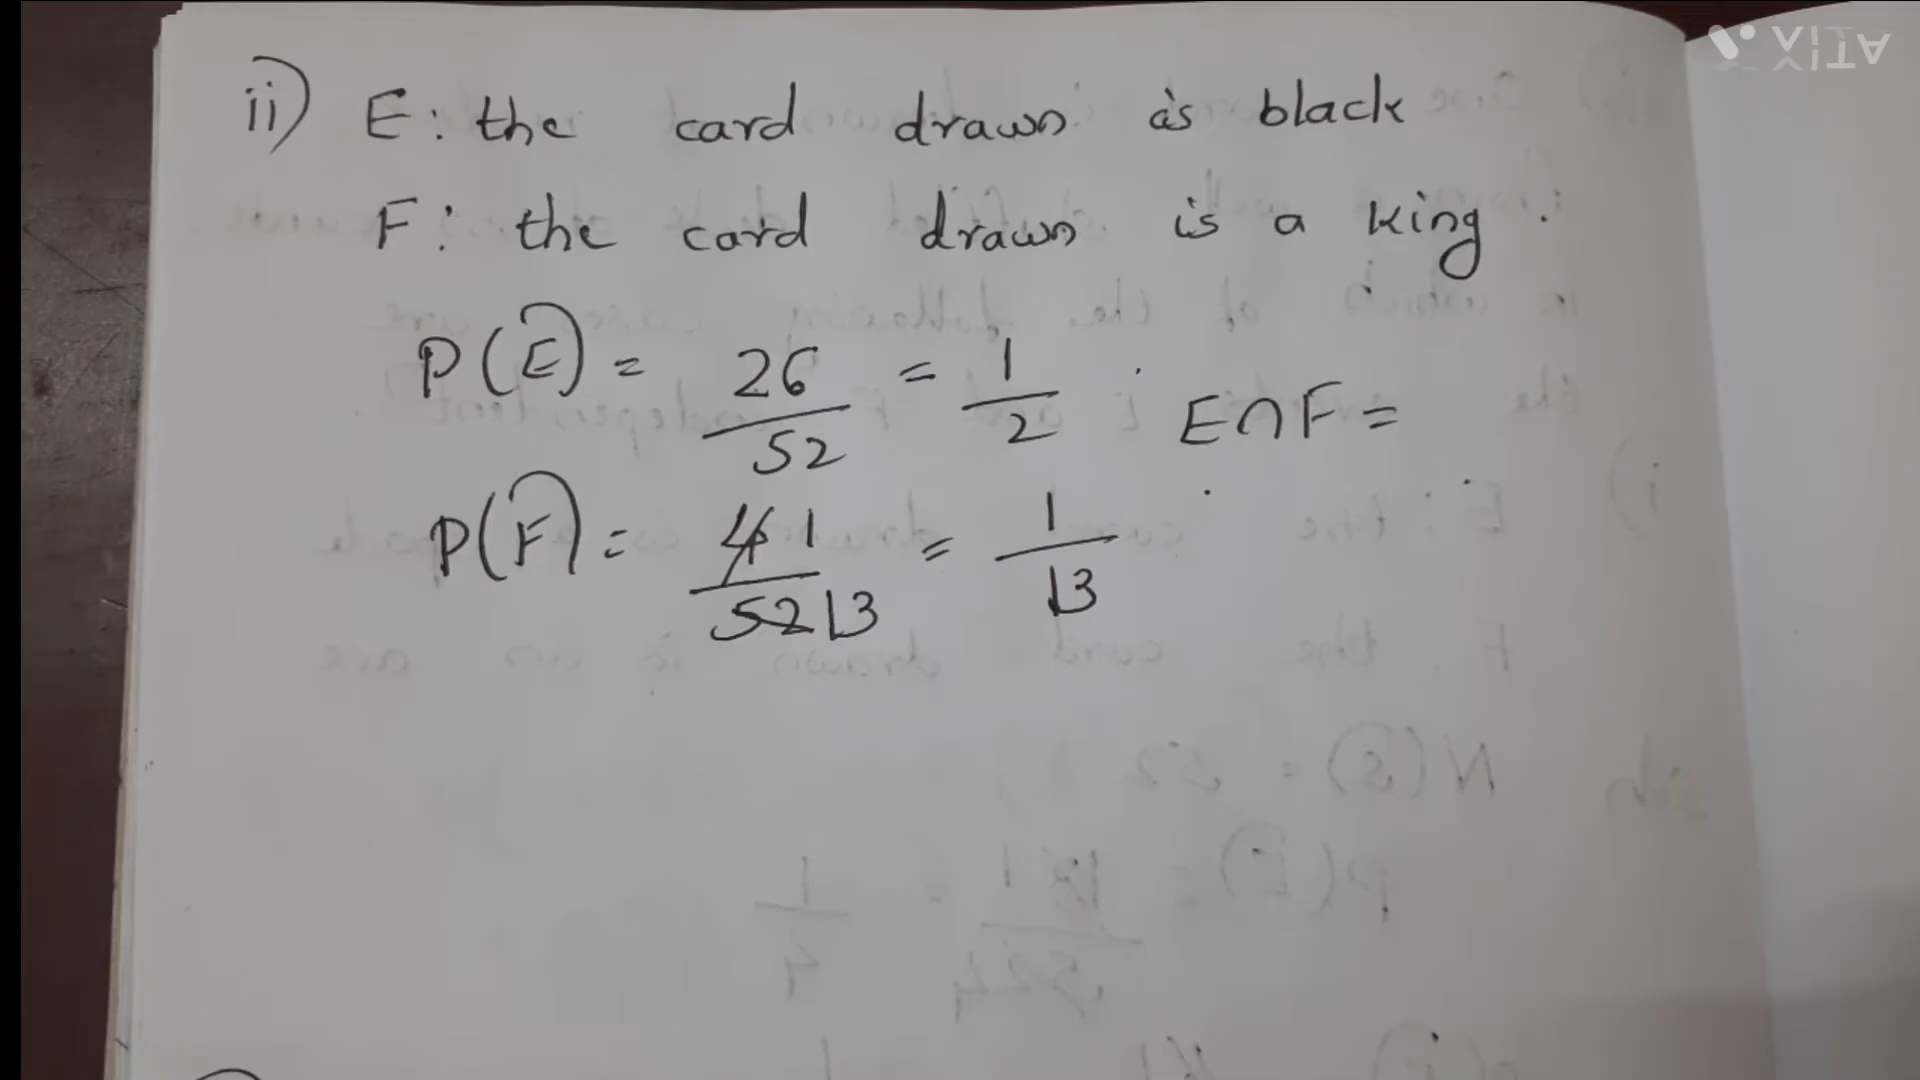 VITA
ii) E: the card drawn is black
F: the card drawn is a king.
P(E) = 26/52 = 1/2 E∩F =
P(F) = 4 1/52 13 = 1/13